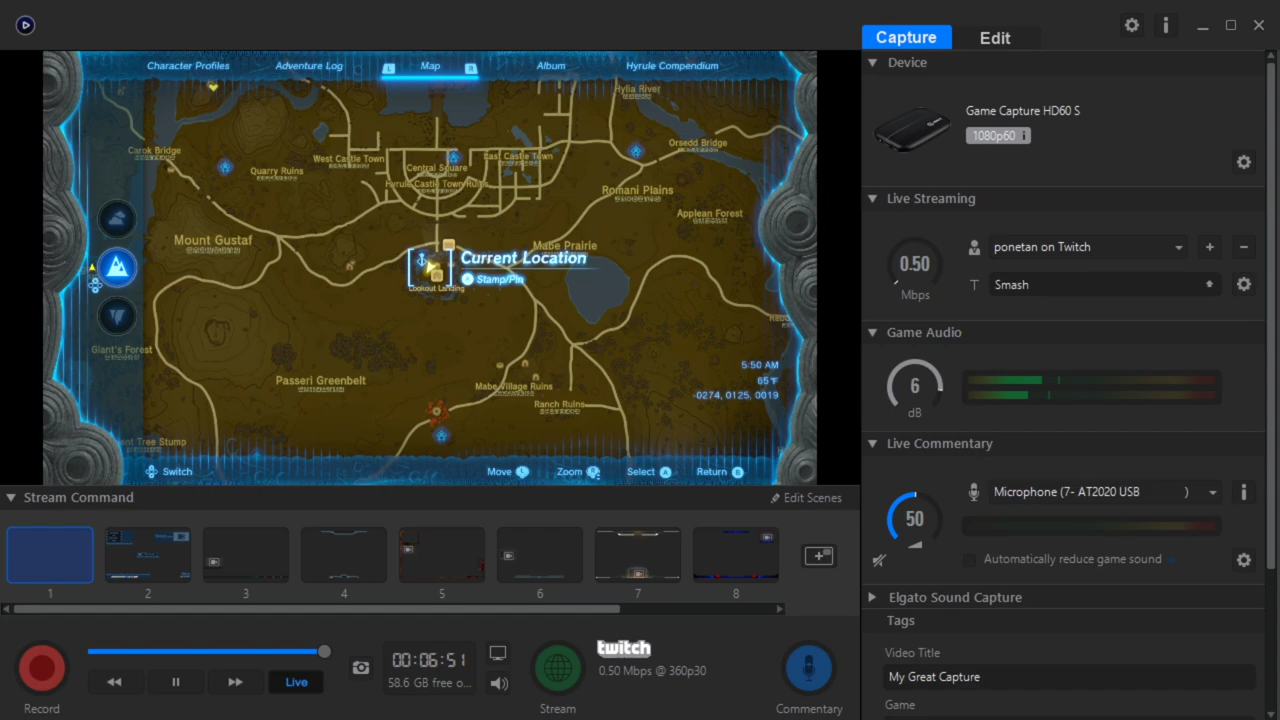 Capture
Edit
Character Profiles
Adventure Log
L
Map
R
Album
Hyrule Compendium
Hylia River
Carok Bridge
Quarry Ruins
West Castle Town
Central Square
East Castle Town
Hyrule Castle Town Ruins
Orsedd Bridge
Romani Plains
Applean Forest
Mount Gustaf
Mabe Prairie
Current Location
Stamp/Pin
Lookout Landing
Giant's Forest
Passeri Greenbelt
Mabe Village Ruins
Ranch Ruins
5:50 AM
65°F
-0274, 0125, 0019
ent Tree Stump
Switch
Move L
Zoom R
Select A
Return B
Device
Game Capture HD60 S
1080p60 i
Live Streaming
0.50
Mbps
ponetan on Twitch
T Smash
Game Audio
6
dB
Live Commentary
50
Microphone (7- AT2020 USB )
Automatically reduce game sound
Elgato Sound Capture
Tags
Video Title
My Great Capture
Game
Stream Command
Edit Scenes
1
2
3
4
5
6
7
8
Record
Live
00:06:51
58.6 GB free o...
Stream
twitch
0.50 Mbps @ 360p30
Commentary